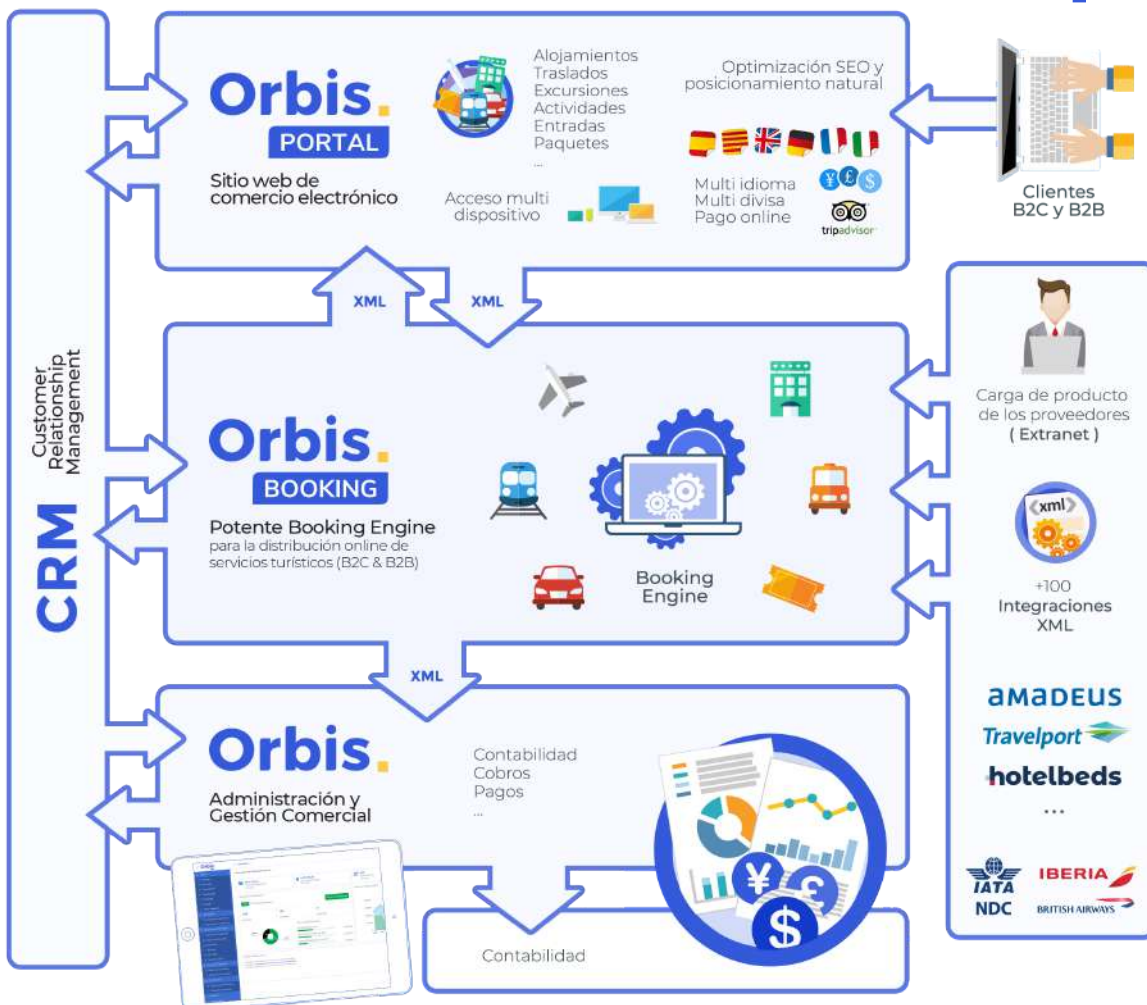 Customer
Relationship
Management
CRM
Orbis.
PORTAL
Sitio web de
comercio electrónico
Alojamientos
Traslados
Excursiones
Actividades
Entradas
Paquetes
...
Acceso multi
dispositivo
Optimización SEO y
posicionamiento natural
Multi idioma
Multi divisa
Pago online
¥ £ $
tripadvisor
Clientes
B2C y B2B
XML
XML
Orbis.
BOOKING
Potente Booking Engine
para la distribución online de
servicios turísticos (B2C & B2B)
Booking
Engine
Carga de producto
de los proveedores
( Extranet )
<xml>
+100
Integraciones
XML
amadeus
Travelport
hotelbeds
...
IATA
NDC
IBERIA
BRITISH AIRWAYS
XML
Orbis.
Administración y
Gestión Comercial
Contabilidad
Cobros
Pagos
...
¥ £
$
Orbis
Contabilidad